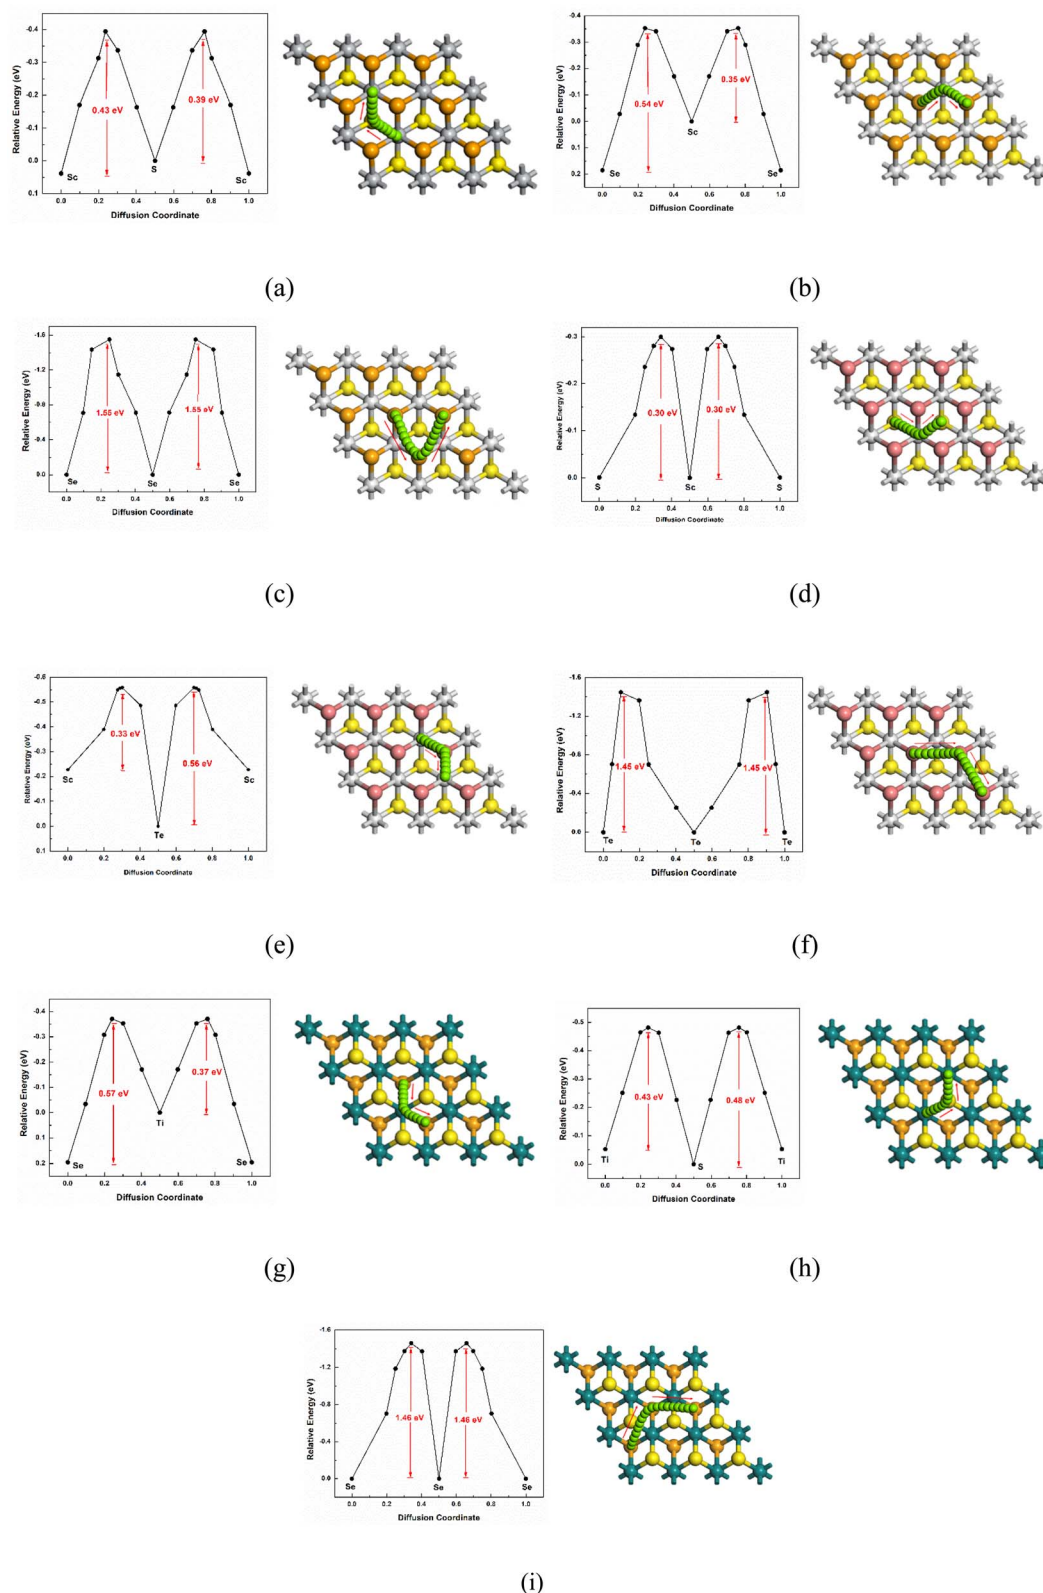 -0.4
-0.3
-0.2
-0.1
0.0
0.1
Relative Energy (eV)
0.43 eV
0.39 eV
Sc
S
Sc
0.0 0.2 0.4 0.6 0.8 1.0
Diffusion Coordinate
(a)
-0.4
-0.3
-0.2
-0.1
0.0
0.1
0.2
Relative Energy (eV)
0.54 eV
0.35 eV
Se
Sc
Se
0.0 0.2 0.4 0.6 0.8 1.0
Diffusion Coordinate
(b)
-1.6
-1.2
-0.8
-0.4
0.0
Relative Energy (eV)
1.55 eV
1.55 eV
Se
Se
Se
0.0 0.2 0.4 0.6 0.8 1.0
Diffusion Coordinate
(c)
-0.3
-0.2
-0.1
0.0
Relative Energy (eV)
0.30 eV
0.30 eV
S
Sc
S
0.0 0.2 0.4 0.6 0.8 1.0
Diffusion Coordinate
(d)
-0.6
-0.5
-0.4
-0.3
-0.2
-0.1
0.0
0.1
Relative Energy (eV)
0.33 eV
0.56 eV
Sc
Te
Sc
0.0 0.2 0.4 0.6 0.8 1.0
Diffusion Coordinate
(e)
-1.6
-1.2
-0.8
-0.4
0.0
Relative Energy (eV)
1.45 eV
1.45 eV
Te
Te
Te
0.0 0.2 0.4 0.6 0.8 1.0
Diffusion Coordinate
(f)
-0.4
-0.3
-0.2
-0.1
0.0
0.1
0.2
Relative Energy (eV)
0.57 eV
0.37 eV
Se
Ti
Se
0.0 0.2 0.4 0.6 0.8 1.0
Diffusion Coordinate
(g)
-0.5
-0.4
-0.3
-0.2
-0.1
0.0
Relative Energy (eV)
0.43 eV
0.48 eV
Ti
S
Ti
0.0 0.2 0.4 0.6 0.8 1.0
Diffusion Coordinate
(h)
-1.6
-1.2
-0.8
-0.4
0.0
Relative Energy (eV)
1.46 eV
1.46 eV
Se
Se
Se
0.0 0.2 0.4 0.6 0.8 1.0
Diffusion Coordinate
(i)